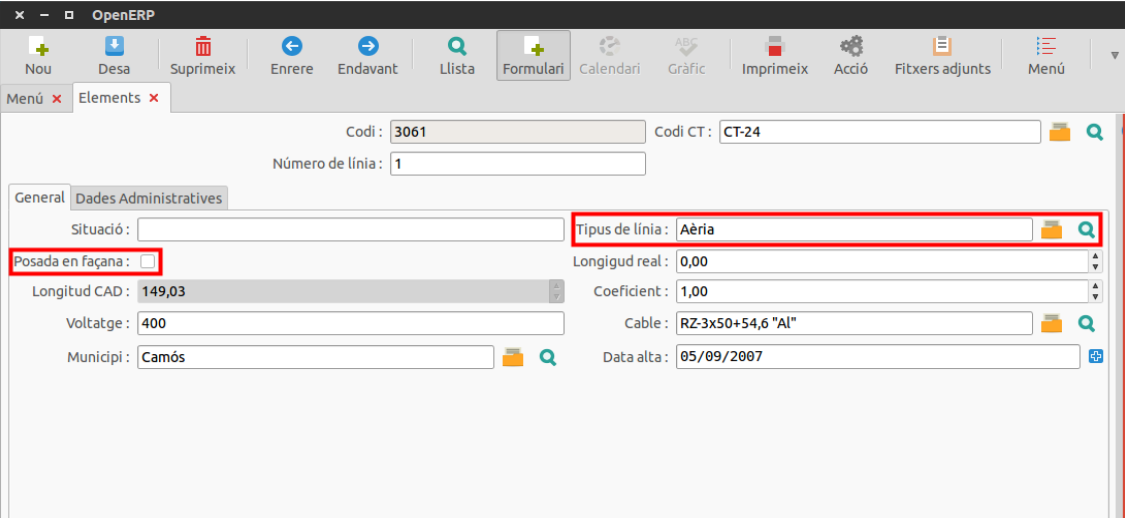 OpenERP
Nou Desa Suprimeix Enrere Endavant Llista Formulari Calendari Gràfic Imprimeix Acció Fitxers adjunts Menú
Menú Elements
Codi : 3061 Codi CT : CT-24
Número de línia : 1
General Dades Administratives
Situació : Tipus de línia : Aèria
Posada en façana : Longigud real : 0,00
Longitud CAD : 149,03 Coeficient : 1,00
Voltatge : 400 Cable : RZ-3x50+54,6 "Al"
Municipi : Camós Data alta : 05/09/2007